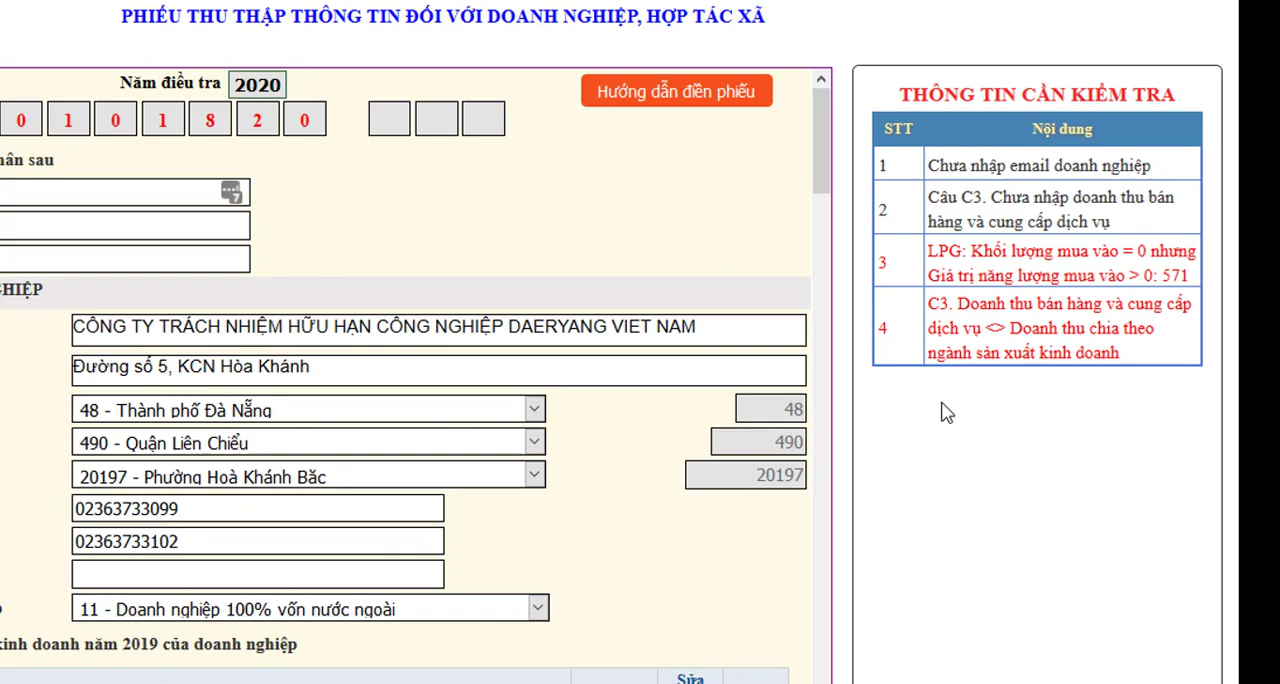 PHIẾU THU THẬP THÔNG TIN ĐỐI VỚI DOANH NGHIỆP, HỢP TÁC XÃ
Năm điều tra 2020
Hướng dẫn điền phiếu
0 1 0 1 8 2 0
hân sau
HIỆP
CÔNG TY TRÁCH NHIỆM HỮU HẠN CÔNG NGHIỆP DAERYANG VIET NAM
Đường số 5, KCN Hòa Khánh
48 - Thành phố Đà Nẵng 48
490 - Quận Liên Chiểu 490
20197 - Phường Hoà Khánh Bắc 20197
02363733099
02363733102
11 - Doanh nghiệp 100% vốn nước ngoài
kinh doanh năm 2019 của doanh nghiệp
Sửa
THÔNG TIN CẦN KIỂM TRA
STT Nội dung
1 Chưa nhập email doanh nghiệp
2 Câu C3. Chưa nhập doanh thu bán
hàng và cung cấp dịch vụ
3 LPG: Khối lượng mua vào = 0 nhưng
Giá trị năng lượng mua vào > 0: 571
4 C3. Doanh thu bán hàng và cung cấp
dịch vụ <> Doanh thu chia theo
ngành sản xuất kinh doanh